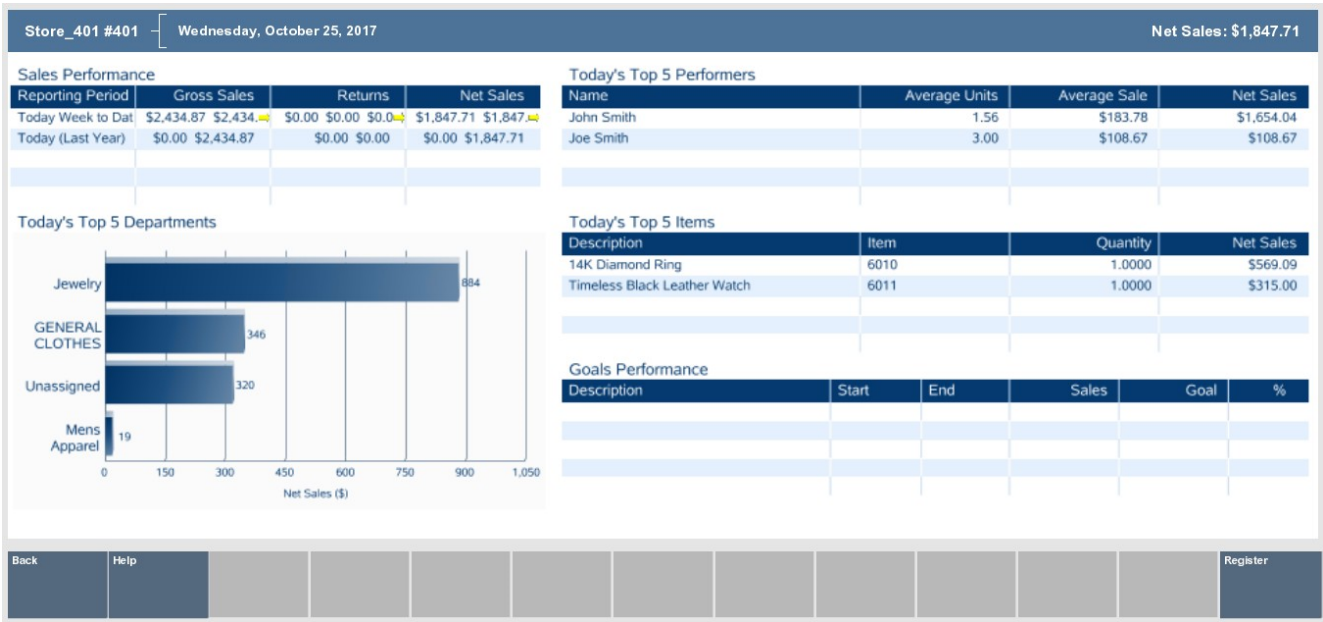 Store_401 #401 Wednesday, October 25, 2017 Net Sales: $1,847.71
Sales Performance
Reporting Period Gross Sales Returns Net Sales
Today Week to Dat $2,434.87 $2,434. $0.00 $0.00 $0.0 $1,847.71 $1,847.
Today (Last Year) $0.00 $2,434.87 $0.00 $0.00 $0.00 $1,847.71
Today's Top 5 Performers
Name Average Units Average Sale Net Sales
John Smith 1.56 $183.78 $1,654.04
Joe Smith 3.00 $108.67 $108.67
Today's Top 5 Departments
Jewelry 884
GENERAL
CLOTHES 346
Unassigned 320
Mens
Apparel 19
0 150 300 450 600 750 900 1,050
Net Sales ($)
Today's Top 5 Items
Description Item Quantity Net Sales
14K Diamond Ring 6010 1.0000 $569.09
Timeless Black Leather Watch 6011 1.0000 $315.00
Goals Performance
Description Start End Sales Goal %
Back Help Register